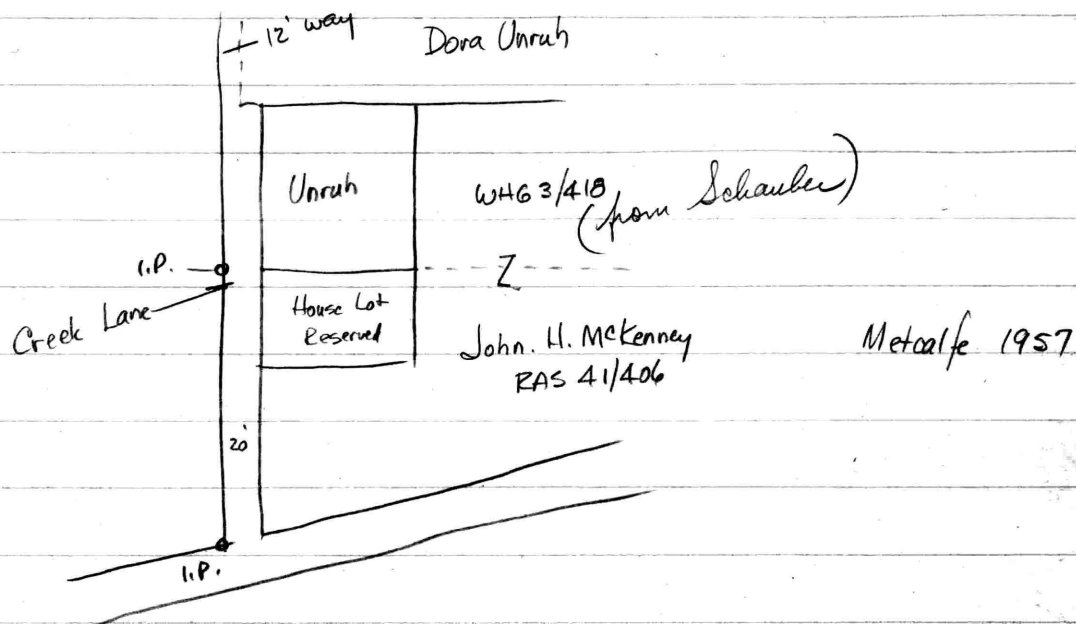 12' way
Dora Unruh
Unruh
WHG 3/418
(from Schauber)
I.P.
Z
Creek Lane
House Lot
Reserved
John. H. McKenney
RAS 41/406
Metcalfe 1957
20'
I.P.